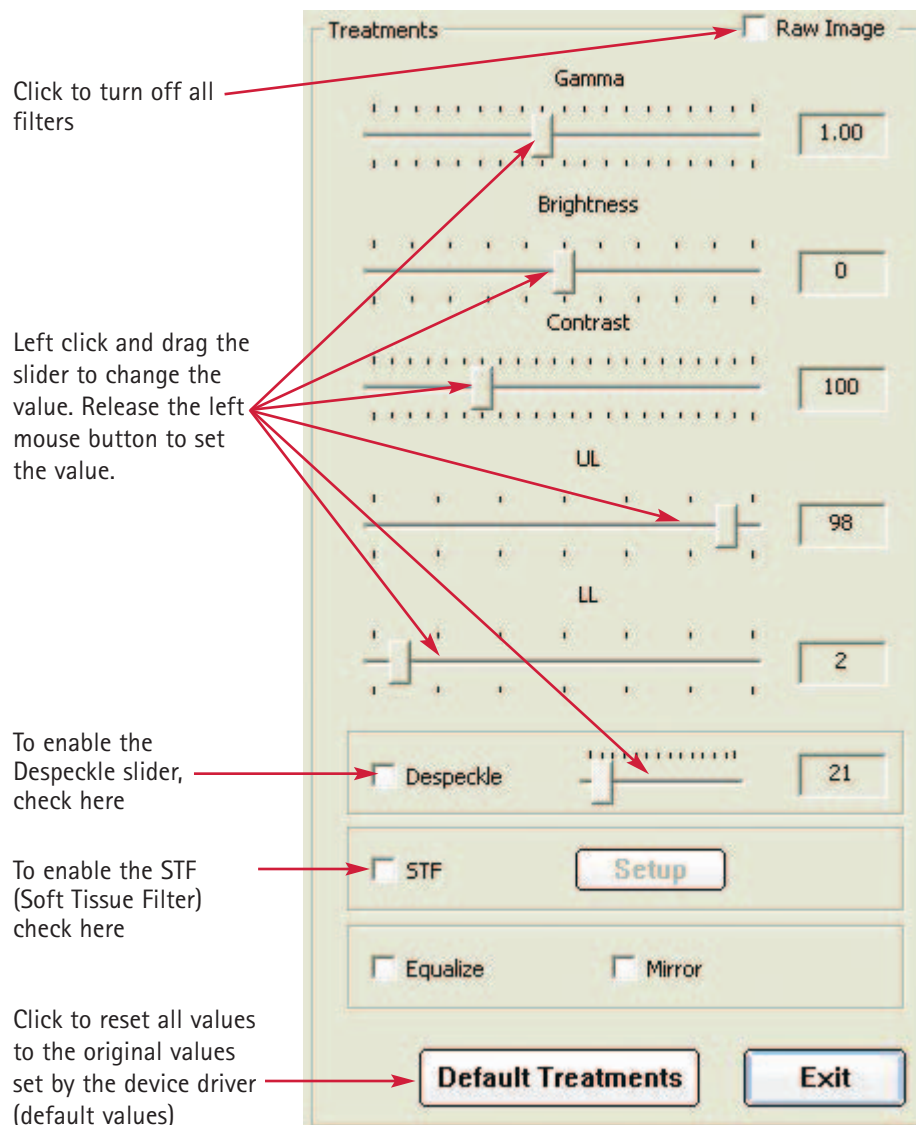 Treatments
Raw Image
Click to turn off all
filters
Gamma
1.00
Brightness
0
Contrast
100
Left click and drag the
slider to change the
value. Release the left
mouse button to set
the value.
UL
98
LL
2
To enable the
Despeckle slider,
check here
Despeckle
21
To enable the STF
(Soft Tissue Filter)
check here
STF
Setup
Equalize
Mirror
Click to reset all values
to the original values
set by the device driver
(default values)
Default Treatments
Exit